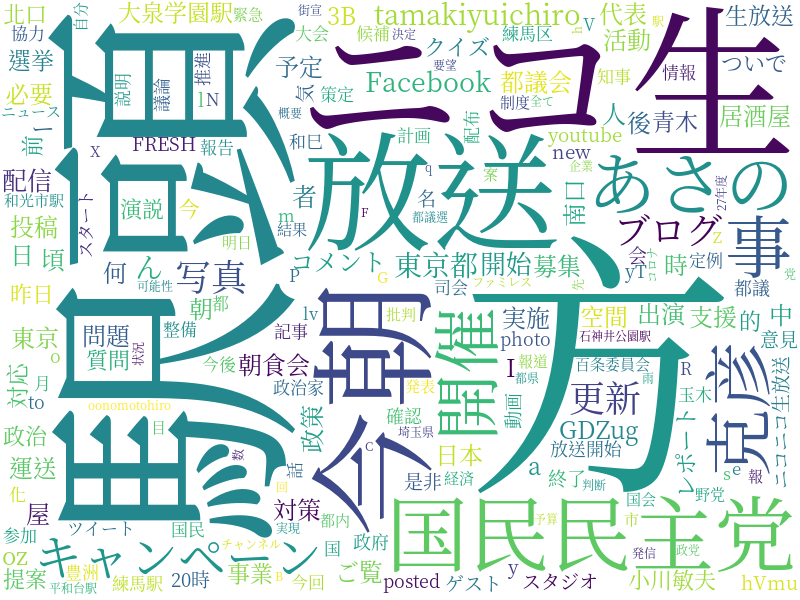 駅頭
ニコ生
放送
方
今朝
あさの
克彦
国民民主党
開催
キャンペーン
事
更新
ブログ
写真
北口
大泉学園駅
自分
緊急
街宣
3B
tamakiyuichiro
代表
活動
生放送
協力
大会
候補
決定
クイズ
V
練馬区
駅
選挙
説明
議論
推進
予定
気
策定
Facebook
要望
都議会
知事
情報
ついで
必要
lN
制度
全て
人
後
青木
居酒屋
ニュース
前
FRESH
報告
概要
和巳
計画
配布
youtube
企業
配信
演説
今
者
名
new
南口
案
27年度
和光市駅
スタート
投稿
日
頃
結果
都議選
明日
コメント
東京都
開始
募集
会
時
定例
都議
何
ん
可能性
ファミレス
先
コロナ
党
昨日
朝
都
司会
出演
支援
的
中
東京
問題
質問
整備
記事
批判
実施
空間
意見
石神井公園駅
状況
今後
朝食会
政治家
発表
photo
報道
都県
雨
百条委員会
対応
月
to
oonomotohiro
政策
GDZug
動画
レポート
玉木
ニコニコ生放送
政治
目
確認
埼玉県
日本
放送開始
運送
数
話
是非
経済
終了
判断
国会
野党
報
屋
対策
化
ツイート
国民
回
実現
都内
予算
市
参加
チャンネル
国
政府
発信
政党
oz
提案
豊洲
練馬駅
平和台駅
20時
事業
今回
ご覧
posted
ゲスト
スタジオ
小川敏夫
hVmu